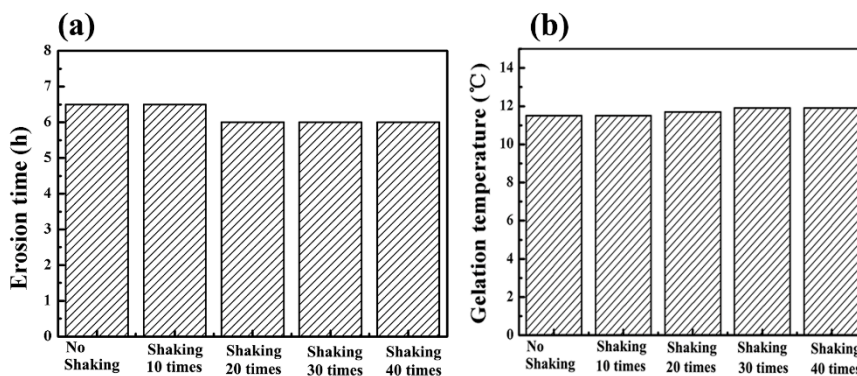 (a)
Erosion time (h)
8
7
6
5
4
3
2
1
0
No
Shaking
Shaking
10 times
Shaking
20 times
Shaking
30 times
Shaking
40 times
(b)
Gelation temperature (℃)
14
12
10
8
6
4
2
0
No
Shaking
Shaking
10 times
Shaking
20 times
Shaking
30 times
Shaking
40 times